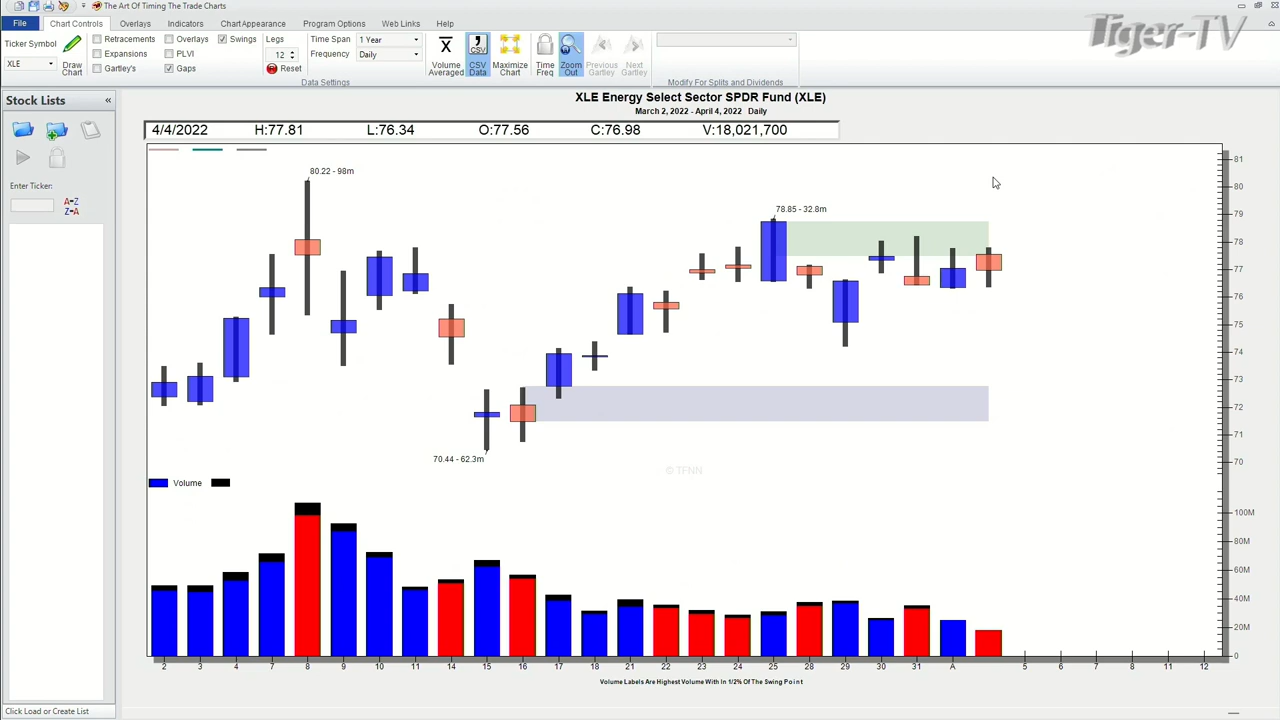 The Art Of Timing The Trade Charts
Tiger-TV
File Chart Controls Overlays Indicators Chart Appearance Program Options Web Links Help
Ticker Symbol
XLE
Draw Chart
Retracements Overlays Swings
Expansions PLVI
Gartley's Gaps
Legs
12
Reset
Time Span 1 Year
Frequency Daily
Data Settings
Volume Averaged
CSV Data
Maximize Chart
Time Freq
Zoom Out
Previous Gartley
Next Gartley
Modify For Splits and Dividends
Stock Lists «
Enter Ticker:
A-Z
Z-A
Click Load or Create List
XLE Energy Select Sector SPDR Fund (XLE)
March 2, 2022 - April 4, 2022 Daily
4/4/2022 H:77.81 L:76.34 O:77.56 C:76.98 V:18,021,700
80.22 - 98m
78.85 - 32.8m
70.44 - 62.3m
© TFNN
81
80
79
78
77
76
75
74
73
72
71
70
Volume
100M
80M
60M
40M
20M
0
2 3 4 7 8 9 10 11 14 15 16 17 18 21 22 23 24 25 28 29 30 31 A 5 6 7 8 11 12
Volume Labels Are Highest Volume With In 1/2% Of The Swing Point